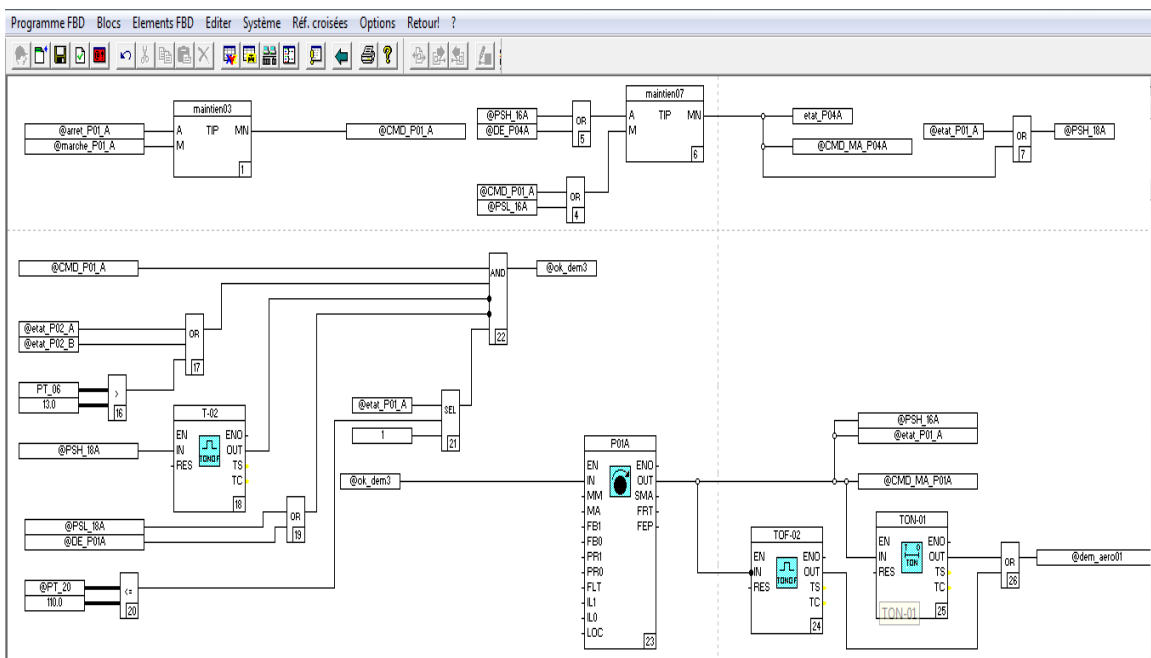 Programme FBD Blocs Elements FBD Editer Système Réf. croisées Options Retour! ?
maintien03
@arret_P01_A
@marche_P01_A
A TIP MN
M
1
@CMD_P01_A
@PSH_16A
@DE_P04A
OR
5
@CMD_P01_A
@PSL_16A
OR
4
maintien07
A TIP MN
M
6
etat_P04A
@CMD_MA_P04A
@etat_P01_A
OR
7
@PSH_18A
@CMD_P01_A
AND
22
@ok_dem3
@etat_P02_A
@etat_P02_B
OR
17
PT_06
13.0
>
16
T-02
@PSH_18A
EN ENO
IN OUT
RES TS
TC
TONOF
18
@etat_P01_A
1
SEL
21
@PSL_18A
@DE_P01A
OR
19
@PT_20
110.0
<=
20
@ok_dem3
P01A
EN ENO
IN OUT
MM SMA
MA FRT
FB1 FEP
FB0
PR1
PR0
FLT
IL1
IL0
LOC
23
@PSH_16A
@etat_P01_A
@CMD_MA_P01A
TOF-02
EN ENO
IN OUT
RES TS
TC
TONOF
24
TON-01
EN ENO
IN OUT
RES TS
TC
T 0
TON
TON-01
25
OR
26
@dem_aero01